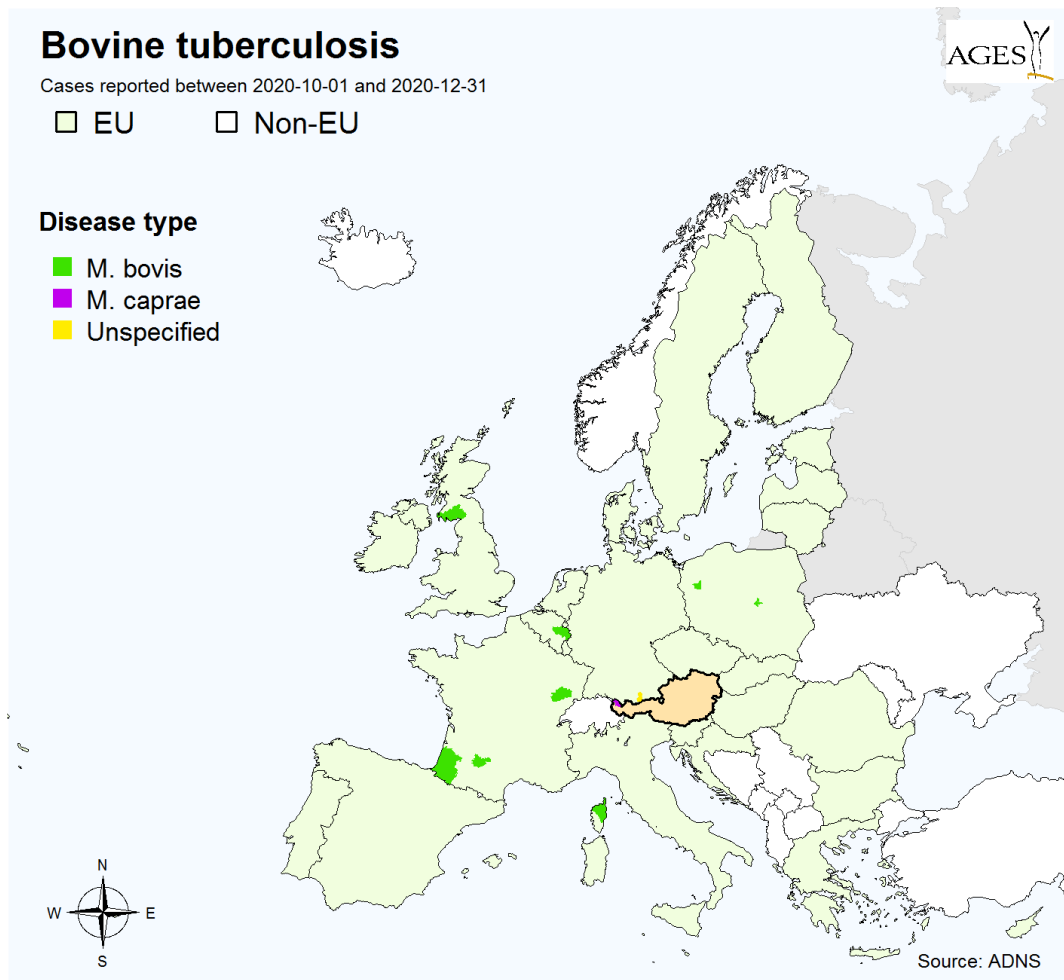 Bovine tuberculosis
Cases reported between 2020-10-01 and 2020-12-31
EU Non-EU
AGES
Disease type
M. bovis
M. caprae
Unspecified
N
W E
S
Source: ADNS